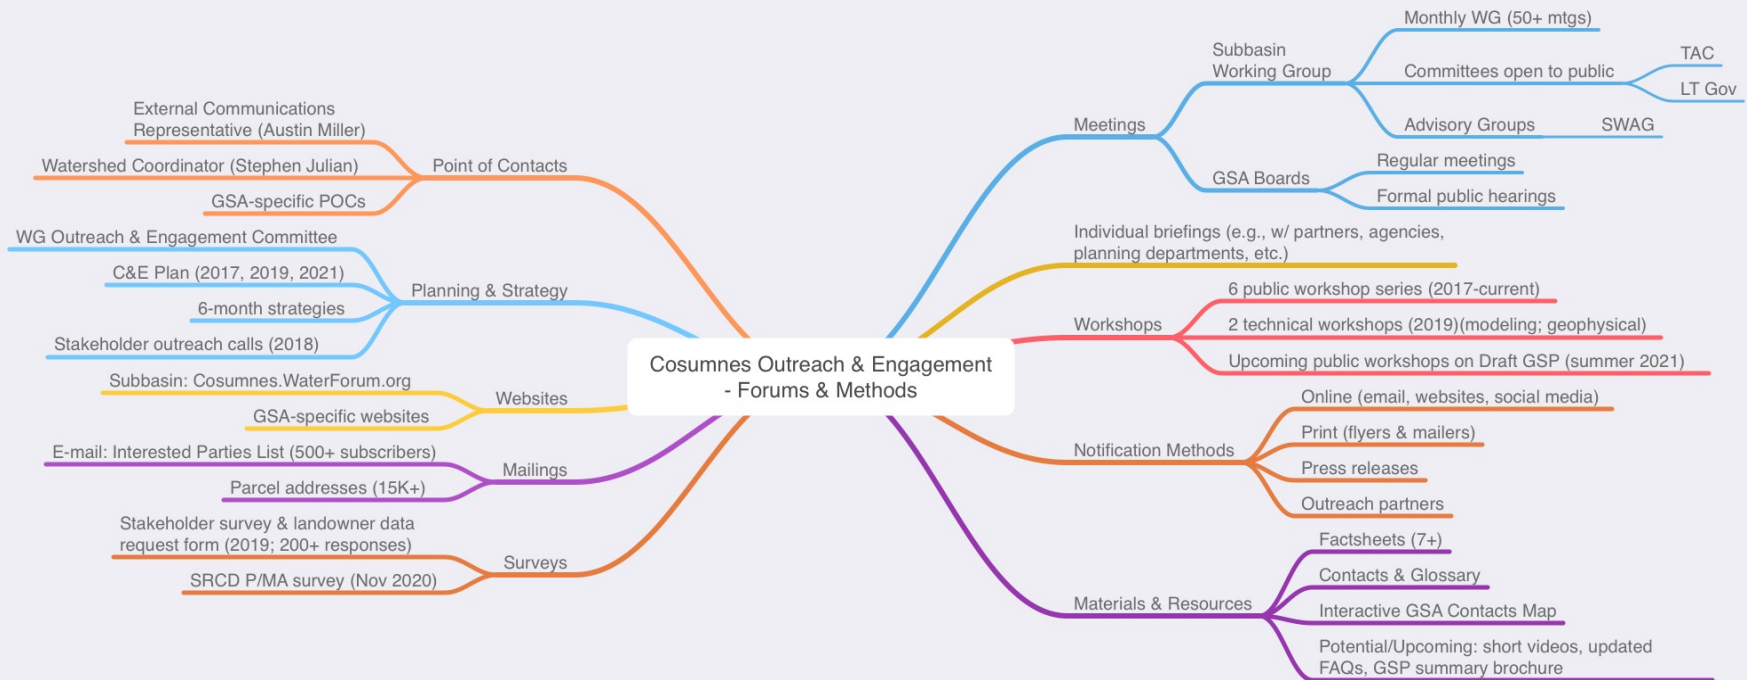 Cosumnes Outreach & Engagement
- Forums & Methods
Point of Contacts
External Communications
Representative (Austin Miller)
Watershed Coordinator (Stephen Julian)
GSA-specific POCs
Planning & Strategy
WG Outreach & Engagement Committee
C&E Plan (2017, 2019, 2021)
6-month strategies
Stakeholder outreach calls (2018)
Websites
Subbasin: Cosumnes.WaterForum.org
GSA-specific websites
Mailings
E-mail: Interested Parties List (500+ subscribers)
Parcel addresses (15K+)
Surveys
Stakeholder survey & landowner data
request form (2019; 200+ responses)
SRCD P/MA survey (Nov 2020)
Meetings
Subbasin
Working Group
Monthly WG (50+ mtgs)
Committees open to public
TAC
LT Gov
Advisory Groups
SWAG
GSA Boards
Regular meetings
Formal public hearings
Individual briefings (e.g., w/ partners, agencies,
planning departments, etc.)
Workshops
6 public workshop series (2017-current)
2 technical workshops (2019)(modeling; geophysical)
Upcoming public workshops on Draft GSP (summer 2021)
Notification Methods
Online (email, websites, social media)
Print (flyers & mailers)
Press releases
Outreach partners
Materials & Resources
Factsheets (7+)
Contacts & Glossary
Interactive GSA Contacts Map
Potential/Upcoming: short videos, updated
FAQs, GSP summary brochure